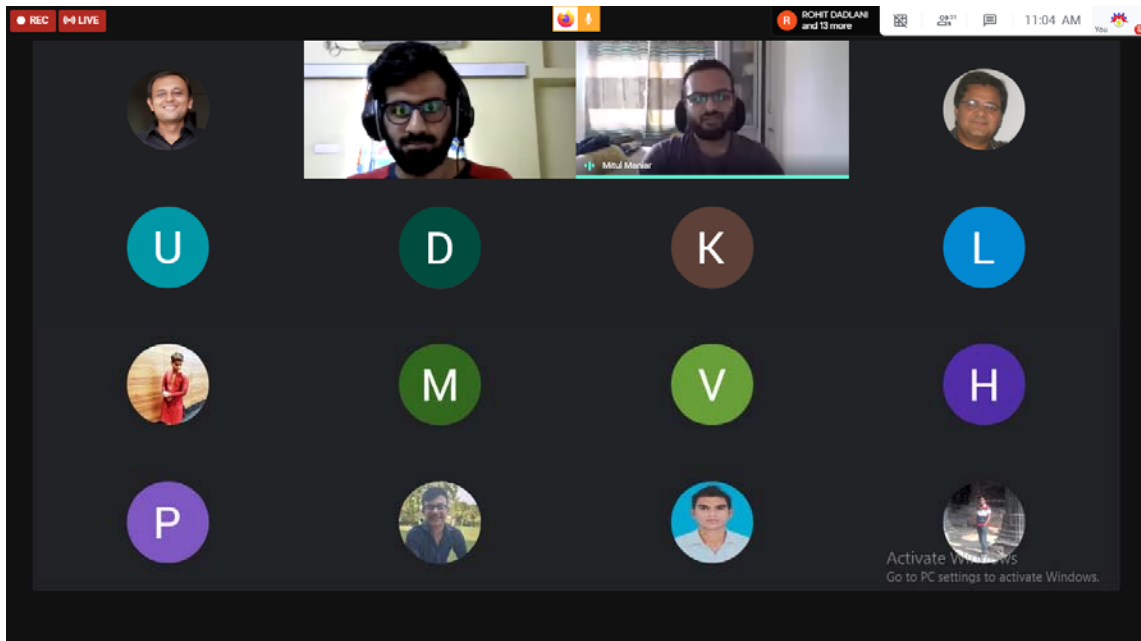 REC LIVE
ROHIT DADLANI
and 13 more
31
11:04 AM
You
Mitul Maniar
U D K L
M V H
P
Activate Windows
Go to PC settings to activate Windows.
R